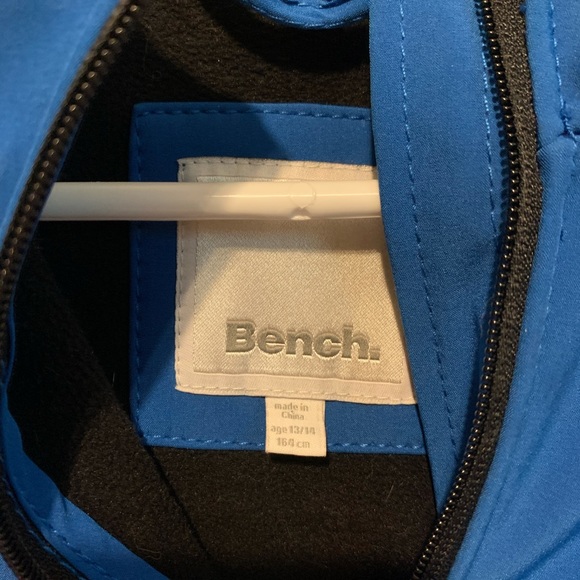 Bench.
made in
China
age 13/14
164 cm